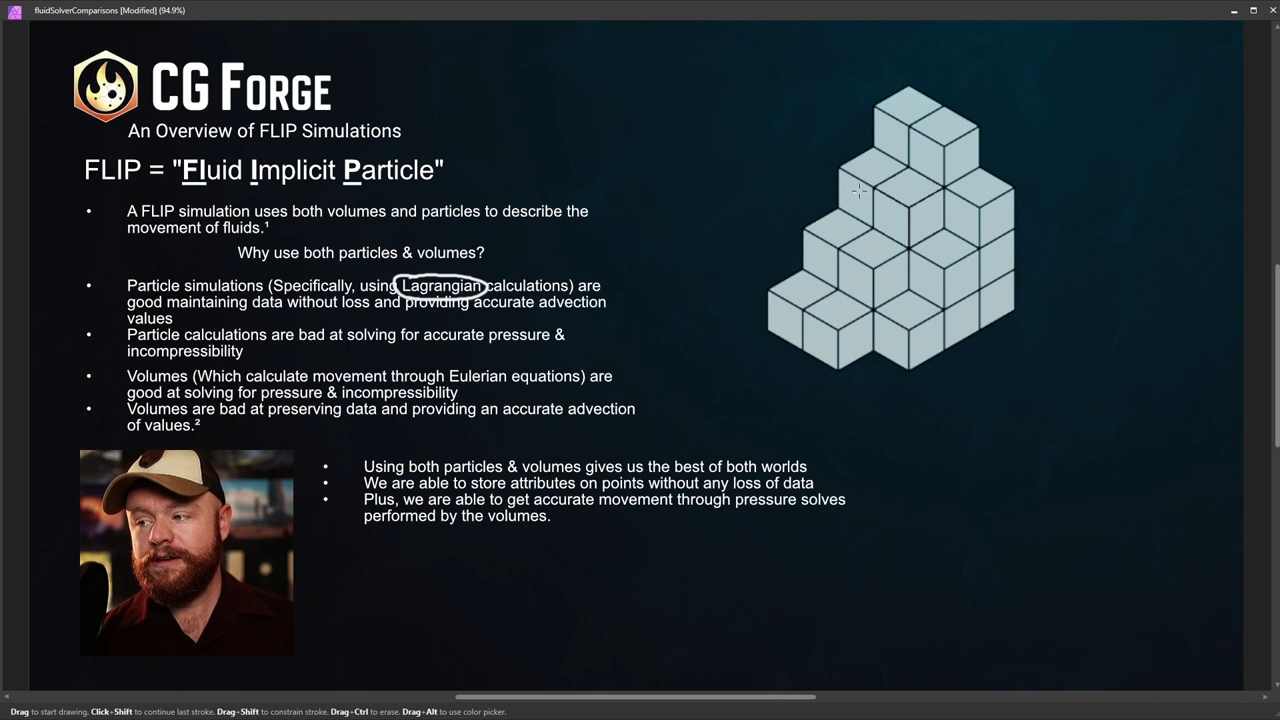 fluidSolverComparisons [Modified] (94.9%)
CG FORGE
An Overview of FLIP Simulations
FLIP = "FluId Implicit Particle"
• A FLIP simulation uses both volumes and particles to describe the
movement of fluids.¹
Why use both particles & volumes?
• Particle simulations (Specifically, using Lagrangian calculations) are
good maintaining data without loss and providing accurate advection
values
• Particle calculations are bad at solving for accurate pressure &
incompressibility
• Volumes (Which calculate movement through Eulerian equations) are
good at solving for pressure & incompressibility
• Volumes are bad at preserving data and providing an accurate advection
of values.²
• Using both particles & volumes gives us the best of both worlds
• We are able to store attributes on points without any loss of data
• Plus, we are able to get accurate movement through pressure solves
performed by the volumes.
Drag to start drawing. Click+Shift to continue last stroke. Drag+Shift to constrain stroke. Drag+Ctrl to erase. Drag+Alt to use color picker.